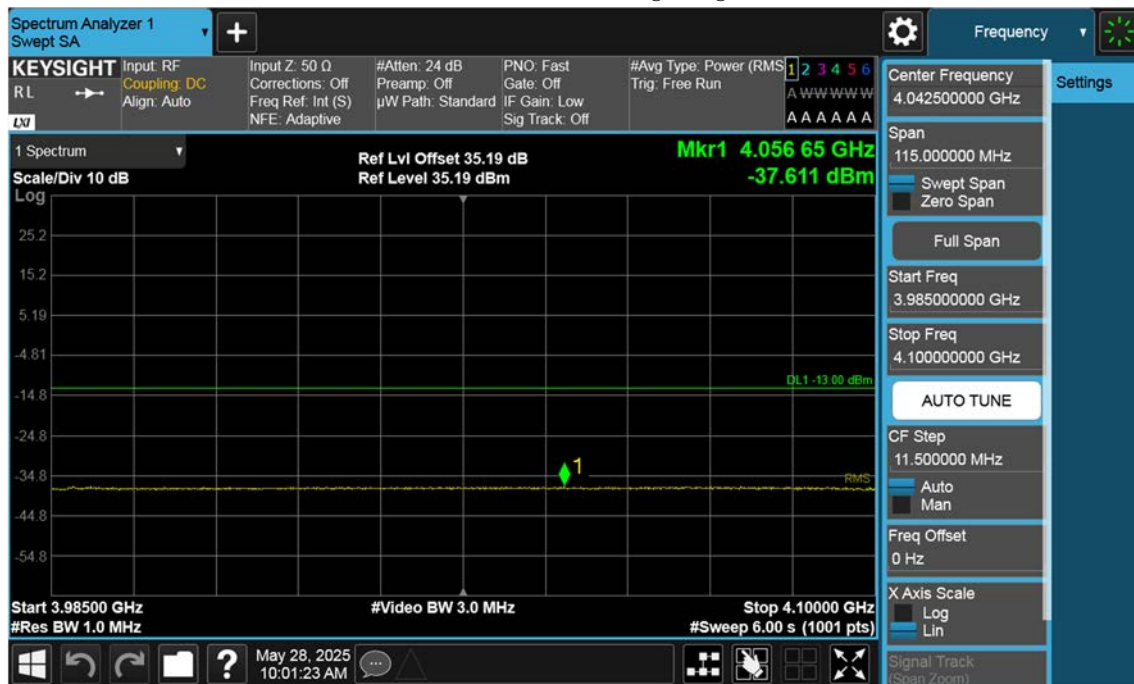 Spectrum Analyzer 1
Swept SA
+
Frequency
KEYSIGHT
RL
LXI
Input: RF
Coupling: DC
Align: Auto
Input Z: 50 Ω
Corrections: Off
Freq Ref: Int (S)
NFE: Adaptive
#Atten: 24 dB
Preamp: Off
µW Path: Standard
PNO: Fast
Gate: Off
IF Gain: Low
Sig Track: Off
#Avg Type: Power (RMS
Trig: Free Run
1 2 3 4 5 6
A W W W W W
A A A A A A
1 Spectrum
Scale/Div 10 dB
Log
Ref Lvl Offset 35.19 dB
Ref Level 35.19 dBm
Mkr1 4.056 65 GHz
-37.611 dBm
25.2
15.2
5.19
-4.81
-14.8
-24.8
-34.8
-44.8
-54.8
DL1 -13.00 dBm
1
RMS
Start 3.98500 GHz
#Res BW 1.0 MHz
#Video BW 3.0 MHz
Stop 4.10000 GHz
#Sweep 6.00 s (1001 pts)
Center Frequency
4.042500000 GHz
Settings
Span
115.000000 MHz
Swept Span
Zero Span
Full Span
Start Freq
3.985000000 GHz
Stop Freq
4.100000000 GHz
AUTO TUNE
CF Step
11.500000 MHz
Auto
Man
Freq Offset
0 Hz
X Axis Scale
Log
Lin
Signal Track
(Span Zoom)
?
May 28, 2025
10:01:23 AM